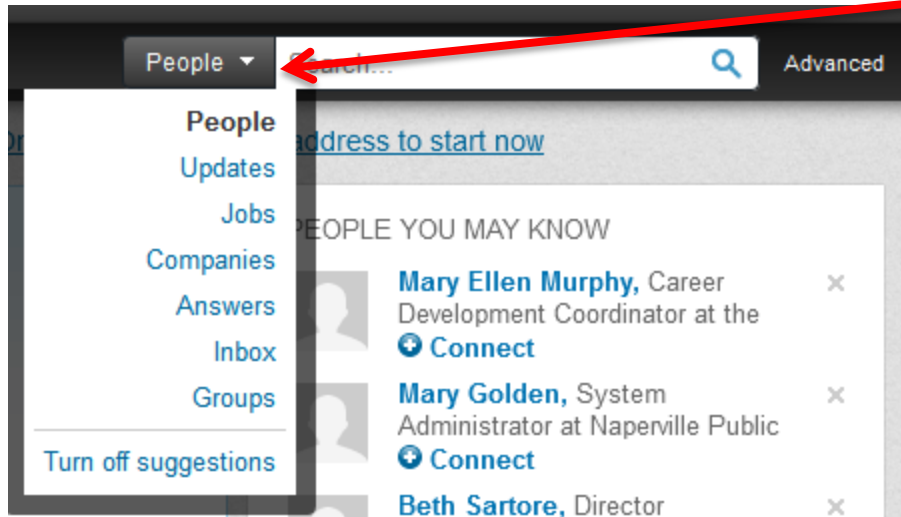 People Search... Advanced
People
address to start now
Updates
Jobs
PEOPLE YOU MAY KNOW
Companies
Answers
Inbox
Groups
Turn off suggestions
Mary Ellen Murphy, Career
Development Coordinator at the
Connect
Mary Golden, System
Administrator at Naperville Public
Connect
Beth Sartore, Director